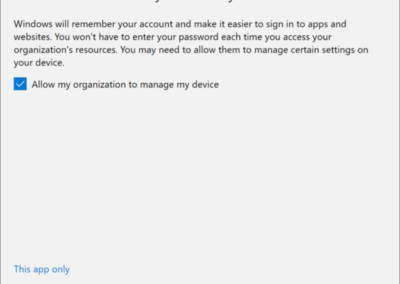 Windows will remember your account and make it easier to sign in to apps and
websites. You won't have to enter your password each time you access your
organization's resources. You may need to allow them to manage certain settings on
your device.
Allow my organization to manage my device
This app only